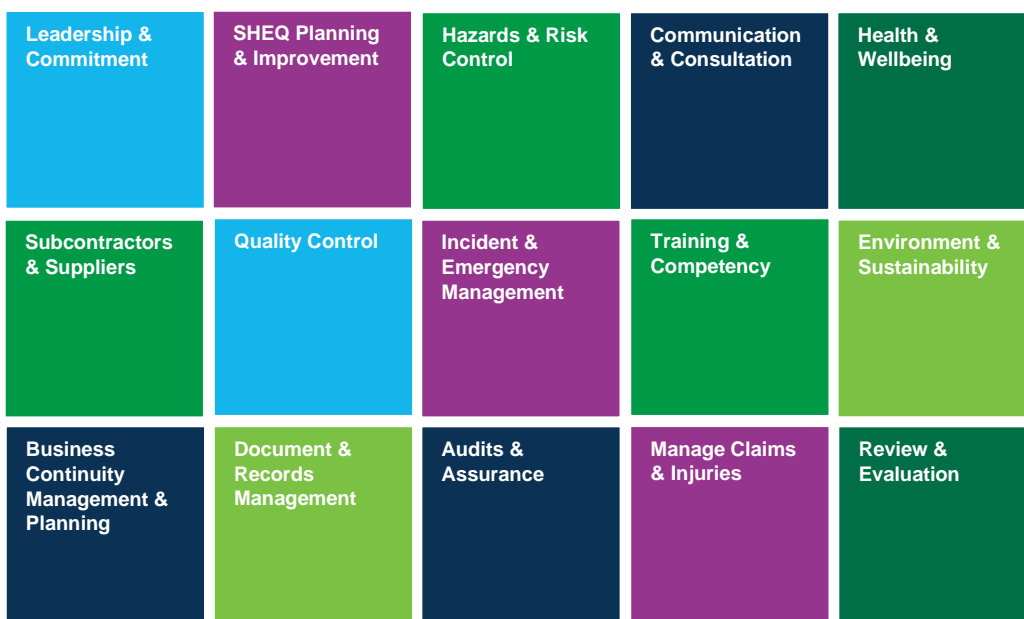 Leadership &
Commitment
SHEQ Planning
& Improvement
Hazards & Risk
Control
Communication
& Consultation
Health &
Wellbeing
Subcontractors
& Suppliers
Quality Control
Incident &
Emergency
Management
Training &
Competency
Environment &
Sustainability
Business
Continuity
Management &
Planning
Document &
Records
Management
Audits &
Assurance
Manage Claims
& Injuries
Review &
Evaluation